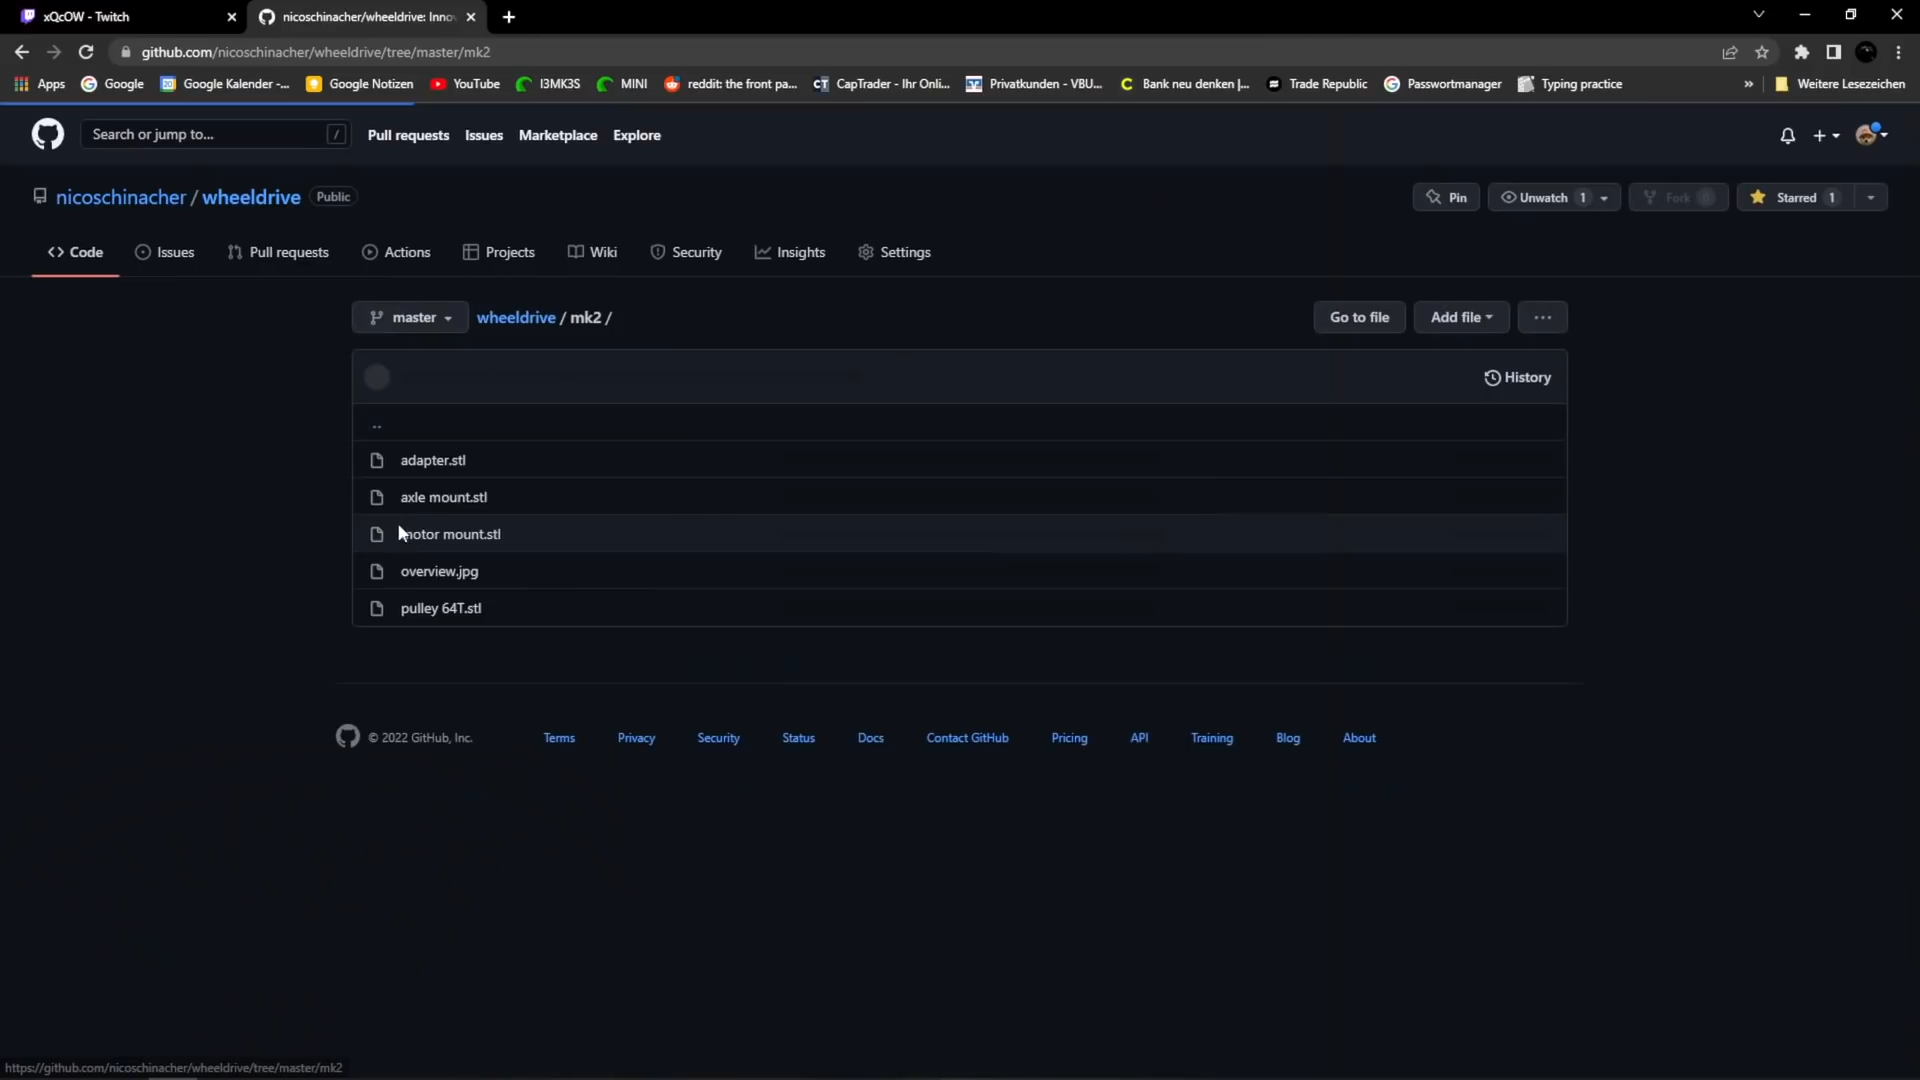 xQcOW - Twitch
nicoschinacher/wheeldrive: Inno
github.com/nicoschinacher/wheeldrive/tree/master/mk2
Apps Google Google Kalender -... Google Notizen YouTube I3MK3S MINI reddit: the front pa... CapTrader - Ihr Onli... Privatkunden - VBU... Bank neu denken |... Trade Republic Passwortmanager Typing practice » Weitere Lesezeichen
Search or jump to... / Pull requests Issues Marketplace Explore
nicoschinacher / wheeldrive Public Pin Unwatch 1 Fork Starred 1
Code Issues Pull requests Actions Projects Wiki Security Insights Settings
master wheeldrive / mk2 / Go to file Add file ...
History
..
adapter.stl
axle mount.stl
otor mount.stl
overview.jpg
pulley 64T.stl
© 2022 GitHub, Inc. Terms Privacy Security Status Docs Contact GitHub Pricing API Training Blog About
https://github.com/nicoschinacher/wheeldrive/tree/master/mk2